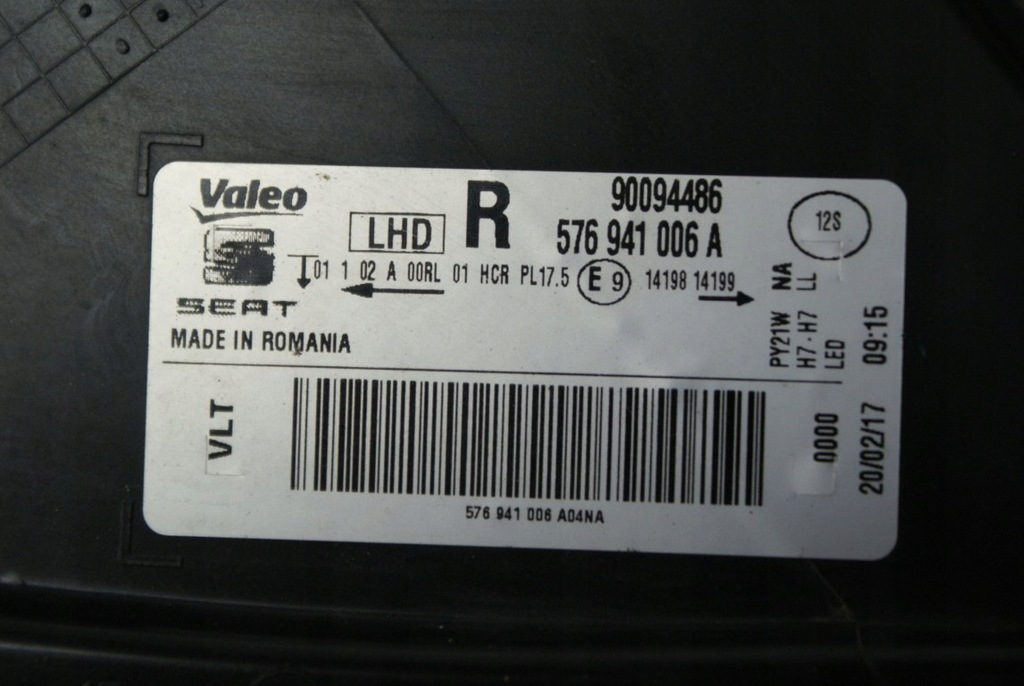 Valeo
LHD
R
90094486
576 941 006 A
12S
01 1 02 A 00RL 01 HCR PL17.5 E 9 14198 14199
SEAT
MADE IN ROMANIA
PY21W NA
H7-H7 LL
LED
09:15
VLT
0000
20/02/17
576 941 006 A04NA